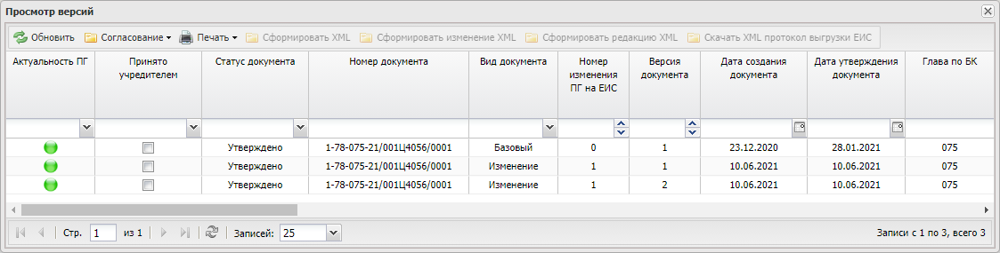 Просмотр версий
Обновить Согласование Печать Сформировать XML Сформировать изменение XML Сформировать редакцию XML Скачать XML протокол выгрузки ЕИС
Актуальность ПГ Принято учредителем Статус документа Номер документа Вид документа Номер изменения ПГ на ЕИС Версия документа Дата создания документа Дата утверждения документа Глава по БК
Утверждено 1-78-075-21/001Ц4056/0001 Базовый 0 1 23.12.2020 28.01.2021 075
Утверждено 1-78-075-21/001Ц4056/0001 Изменение 1 1 10.06.2021 10.06.2021 075
Утверждено 1-78-075-21/001Ц4056/0001 Изменение 1 2 10.06.2021 10.06.2021 075
Стр. 1 из 1 Записей: 25 Записи с 1 по 3, всего 3